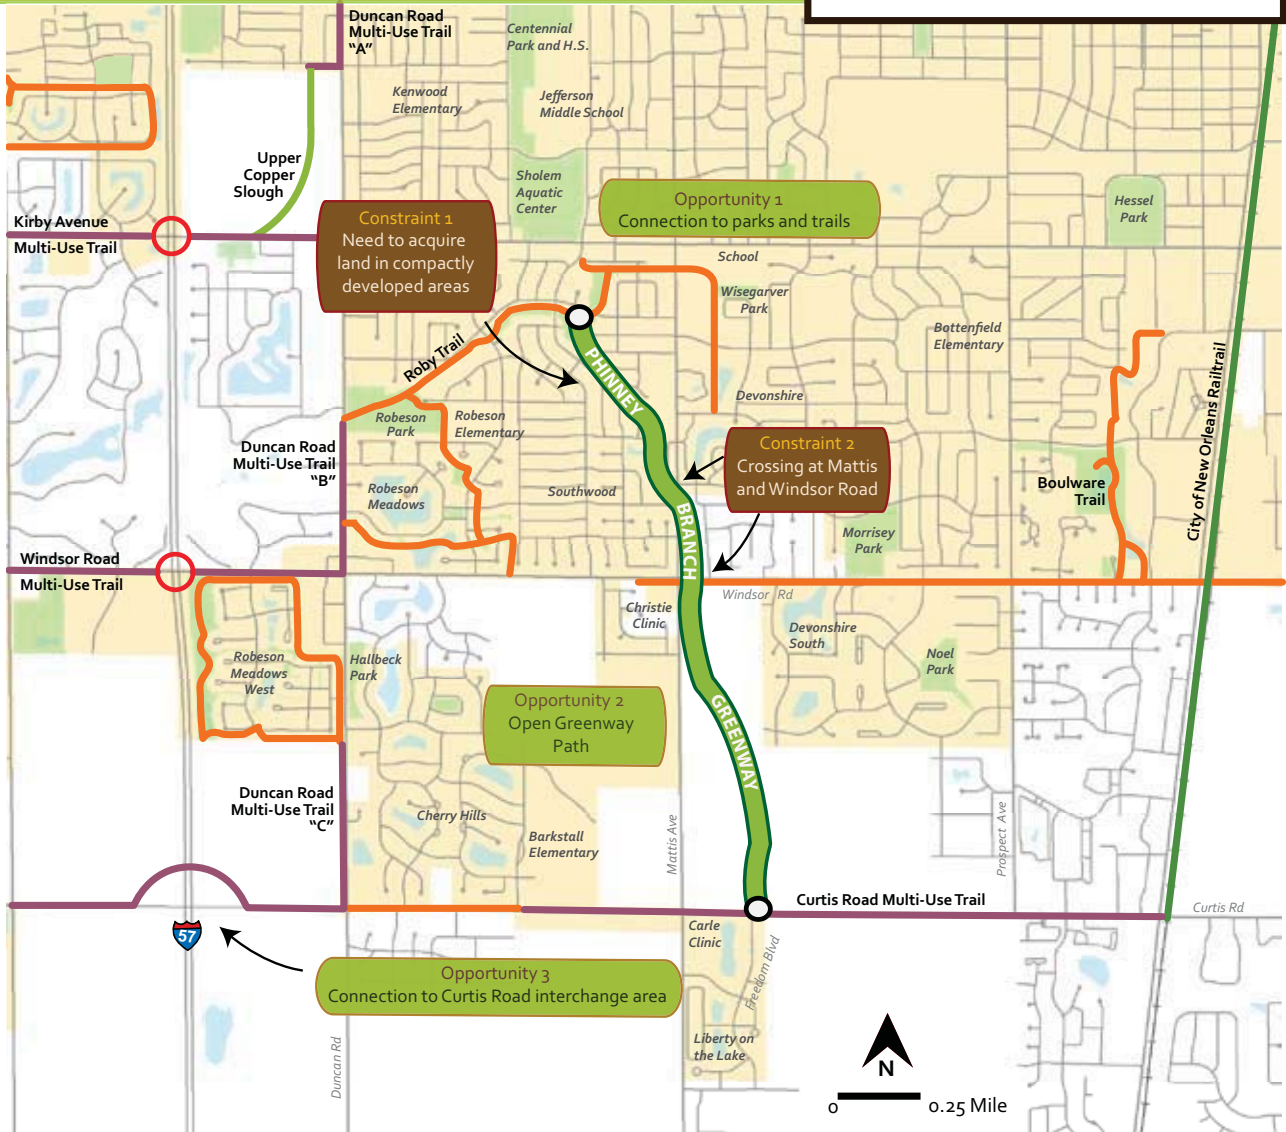 Duncan Road
Multi-Use Trail
“A”
Centennial
Park and H.S.
Kenwood
Elementary
Jefferson
Middle School
Upper
Copper
Slough
Sholem
Aquatic
Center
Opportunity 1
Connection to parks and trails
Hessel
Park
Kirby Avenue
Multi-Use Trail
Constraint 1
Need to acquire
land in compactly
developed areas
School
Wisegarver
Park
Bottenfield
Elementary
Roby Trail
PHINNEY
BRANCH
GREENWAY
City of New Orleans Railtrail
Devonshire
Robeson
Park
Robeson
Elementary
Duncan Road
Multi-Use Trail
“B”
Constraint 2
Crossing at Mattis
and Windsor Road
Robeson
Meadows
Southwood
Boulware
Trail
Morrisey
Park
Windsor Road
Multi-Use Trail
Windsor Rd
Christie
Clinic
Devonshire
South
Noel
Park
Robeson
Meadows
West
Hallbeck
Park
Opportunity 2
Open Greenway
Path
Duncan Road
Multi-Use Trail
“C”
Cherry Hills
Barkstall
Elementary
Mattis Ave
Prospect Ave
Curtis Road Multi-Use Trail
Curtis Rd
57
Carle
Clinic
Freedom Blvd
Opportunity 3
Connection to Curtis Road interchange area
Liberty on
the Lake
Duncan Rd
N
0
0.25 Mile